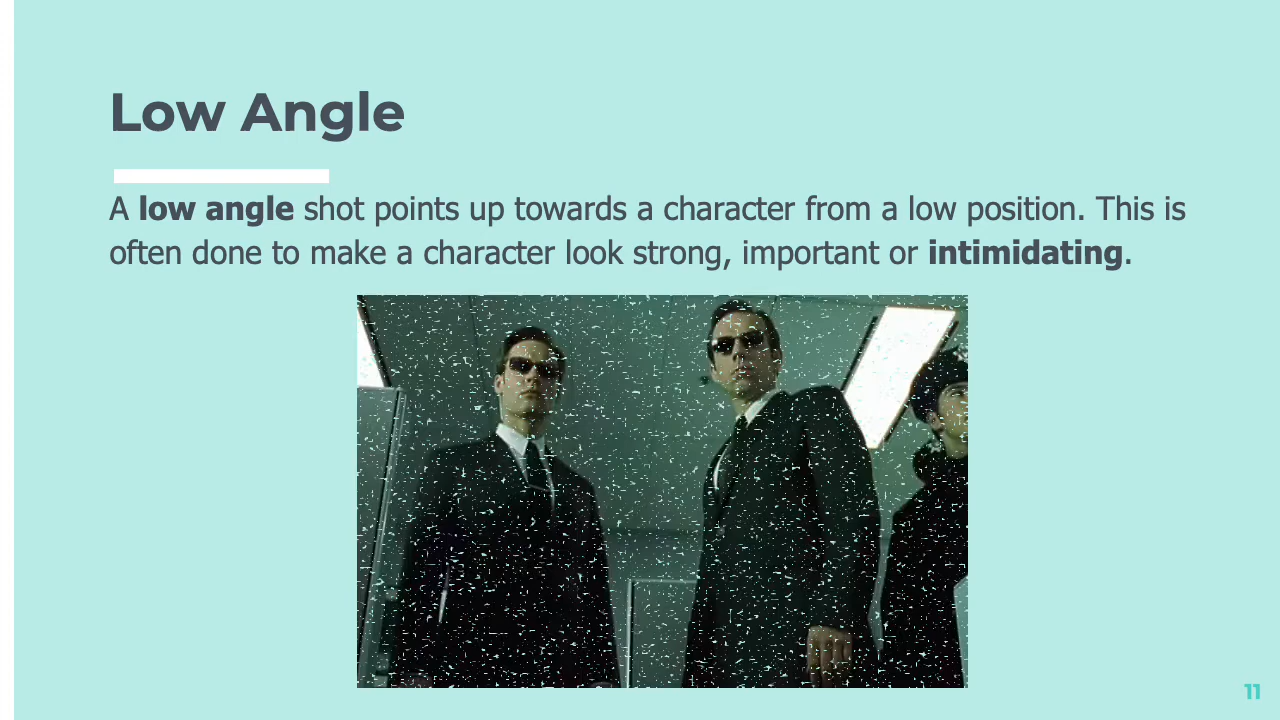 Low Angle
A low angle shot points up towards a character from a low position. This is
often done to make a character look strong, important or intimidating.
11